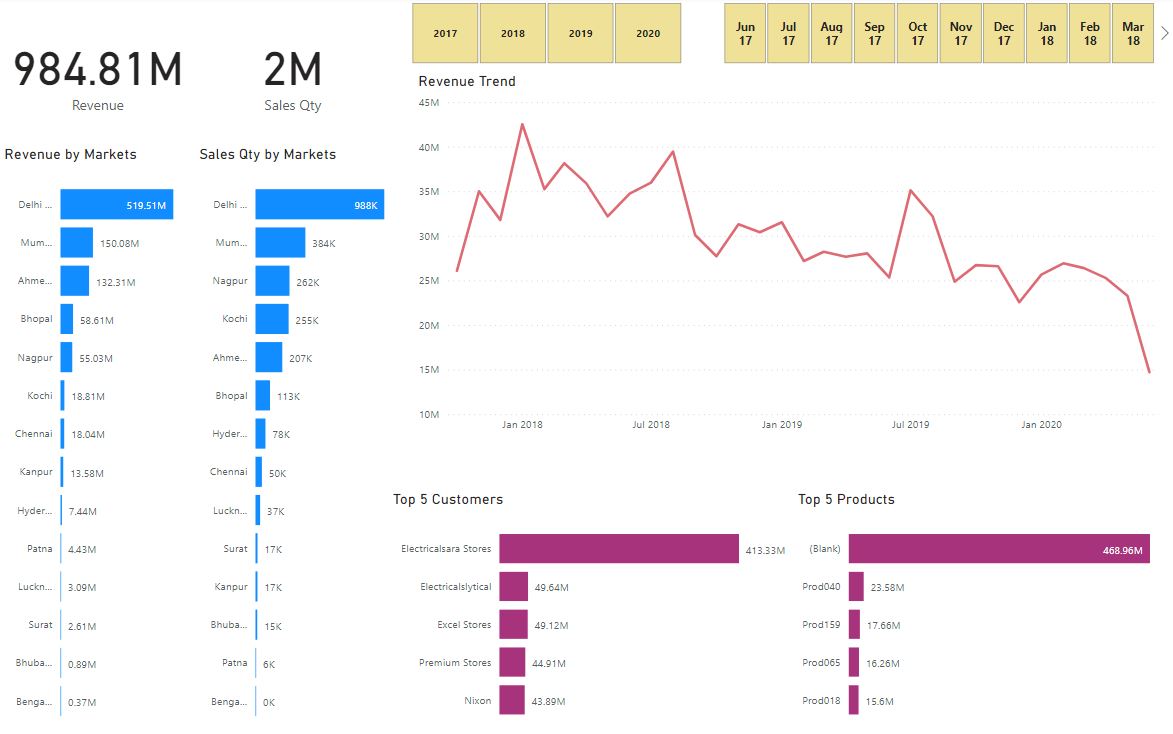 2017 2018 2019 2020
Jun 17 Jul 17 Aug 17 Sep 17 Oct 17 Nov 17 Dec 17 Jan 18 Feb 18 Mar 18
984.81M
Revenue
2M
Sales Qty
Revenue by Markets
Delhi ... 519.51M
Mum... 150.08M
Ahme... 132.31M
Bhopal 58.61M
Nagpur 55.03M
Kochi 18.81M
Chennai 18.04M
Kanpur 13.58M
Hyder... 7.44M
Patna 4.43M
Luckn... 3.09M
Surat 2.61M
Bhuba... 0.89M
Benga... 0.37M
Sales Qty by Markets
Delhi ... 988K
Mum... 384K
Nagpur 262K
Kochi 255K
Ahme... 207K
Bhopal 113K
Hyder... 78K
Chennai 50K
Luckn... 37K
Surat 17K
Kanpur 17K
Bhuba... 15K
Patna 6K
Benga... 0K
Revenue Trend
45M
40M
35M
30M
25M
20M
15M
10M
Jan 2018 Jul 2018 Jan 2019 Jul 2019 Jan 2020
Top 5 Customers
Electricalsara Stores 413.33M
Electricalslytical 49.64M
Excel Stores 49.12M
Premium Stores 44.91M
Nixon 43.89M
Top 5 Products
(Blank) 468.96M
Prod040 23.58M
Prod159 17.66M
Prod065 16.26M
Prod018 15.6M